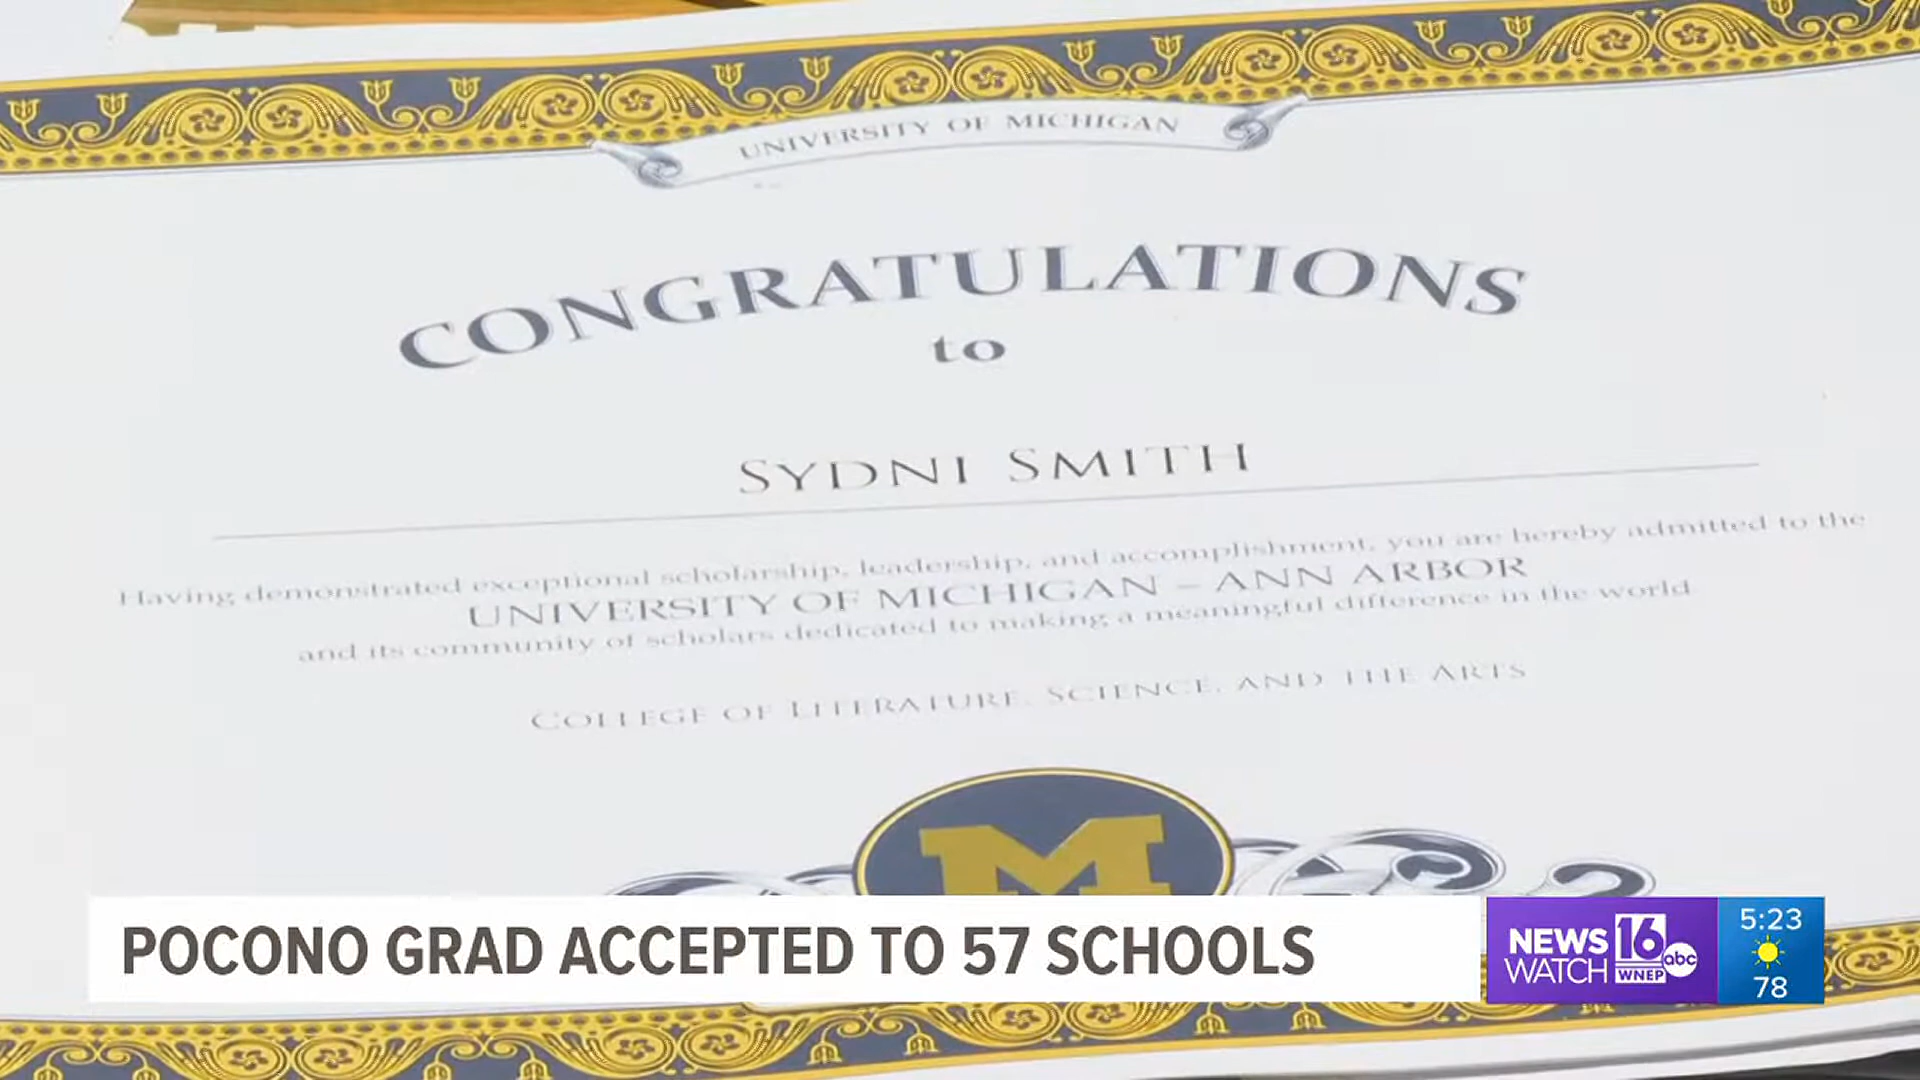 UNIVERSITY OF MICHIGAN
CONGRATULATIONS
to
SYDNI SMITH
Having demonstrated exceptional scholarship, leadership, and accomplishment, you are hereby admitted to the
UNIVERSITY OF MICHIGAN – ANN ARBOR
and its community of scholars dedicated to making a meaningful difference in the world
COLLEGE OF LITERATURE, SCIENCE, AND THE ARTS
M
POCONO GRAD ACCEPTED TO 57 SCHOOLS
NEWS WATCH 16 WNEP abc
5:23
78